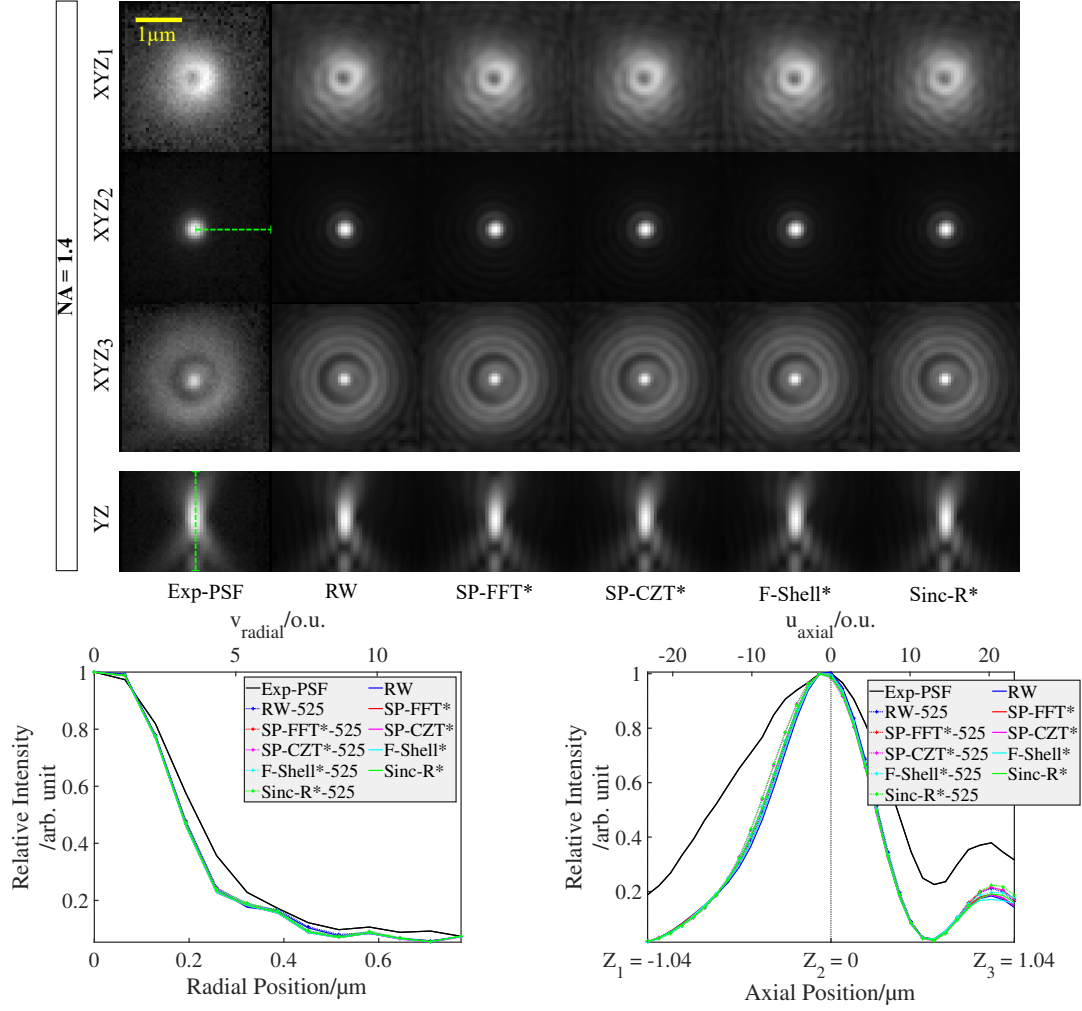 1μm
XYZ1
XYZ2
XYZ3
YZ
NA = 1.4
Exp-PSF RW SP-FFT* SP-CZT* F-Shell* Sinc-R*
v_radial/o.u.
0 5 10
1
0.8
0.6
0.4
0.2
Relative Intensity
/arb. unit
Exp-PSF RW
RW-525 SP-FFT*
SP-FFT*-525 SP-CZT*
SP-CZT*-525 F-Shell*
F-Shell*-525 Sinc-R*
Sinc-R*-525
0 0.2 0.4 0.6
Radial Position/μm
u_axial/o.u.
-20 -10 0 10 20
1
0.8
0.6
0.4
0.2
Relative Intensity
/arb. unit
Exp-PSF RW
RW-525 SP-FFT*
SP-FFT*-525 SP-CZT*
SP-CZT*-525 F-Shell*
F-Shell*-525 Sinc-R*
Sinc-R*-525
Z1 = -1.04 Z2 = 0 Z3 = 1.04
Axial Position/μm